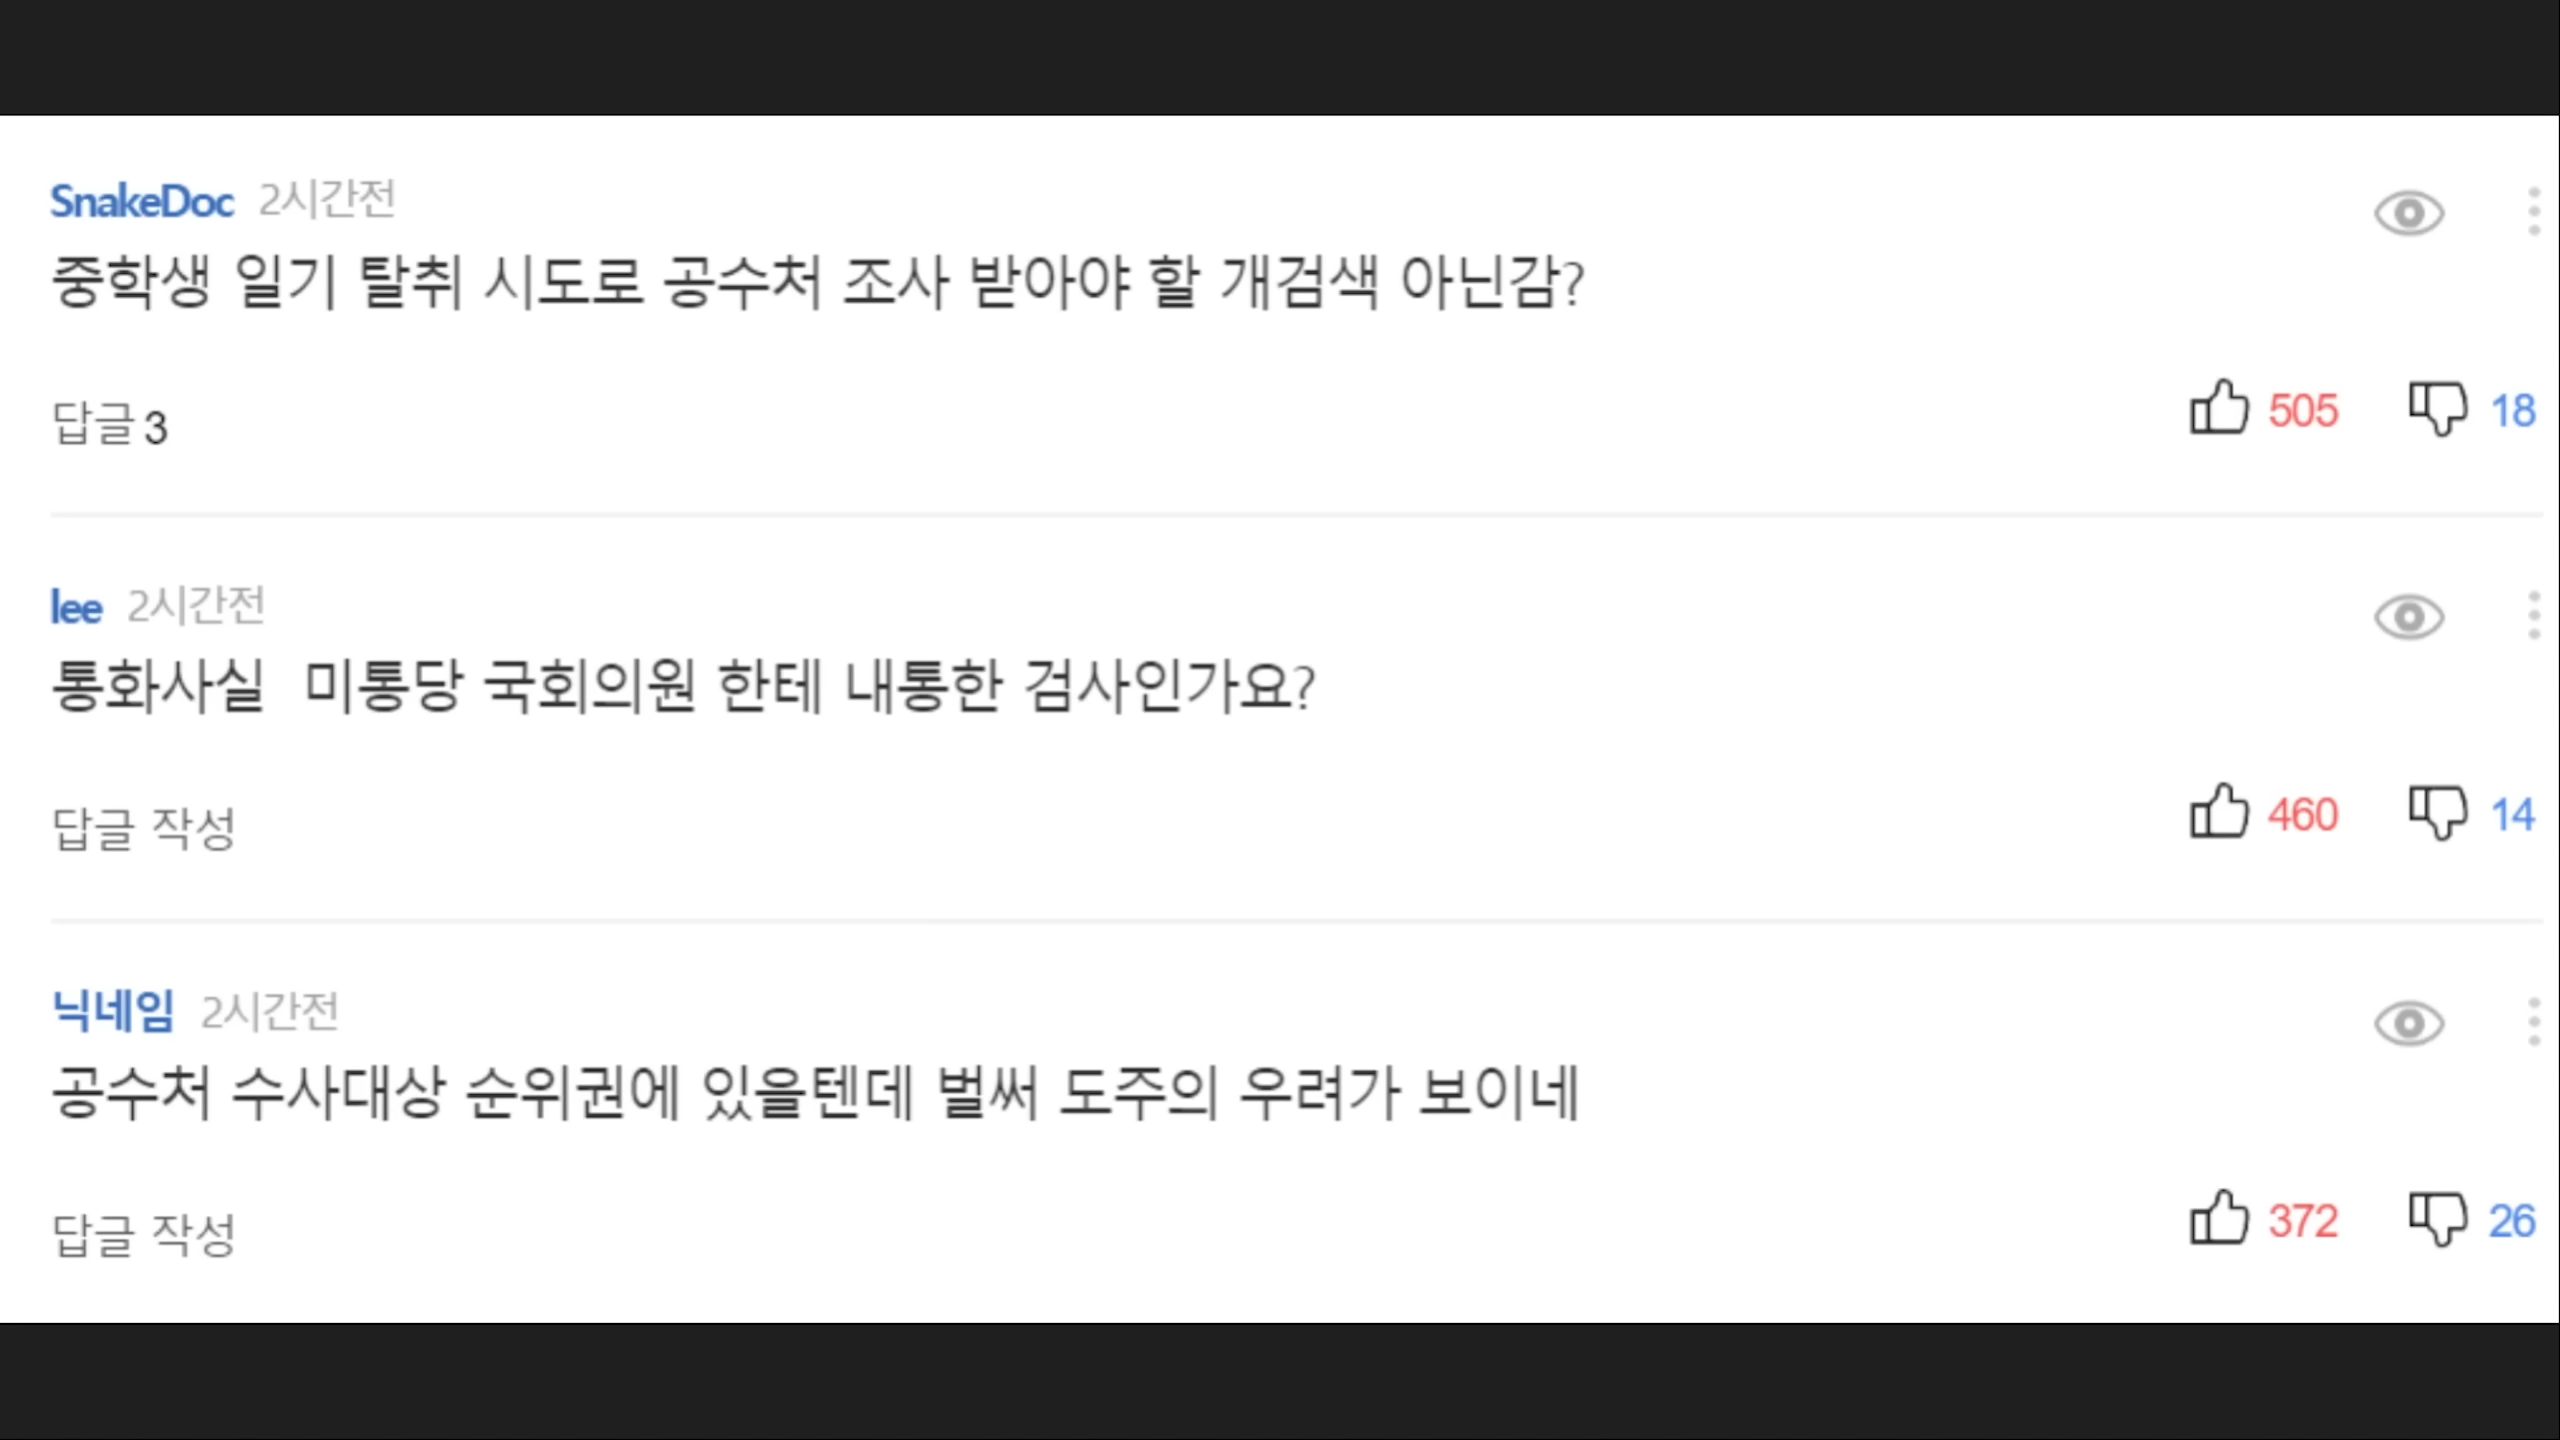 SnakeDoc 2시간전
중학생 일기 탈취 시도로 공수처 조사 받아야 할 개검색 아닌감?
답글 3 505 18
lee 2시간전
통화사실 미통당 국회의원 한테 내통한 검사인가요?
답글 작성 460 14
닉네임 2시간전
공수처 수사대상 순위권에 있을텐데 벌써 도주의 우려가 보이네
답글 작성 372 26